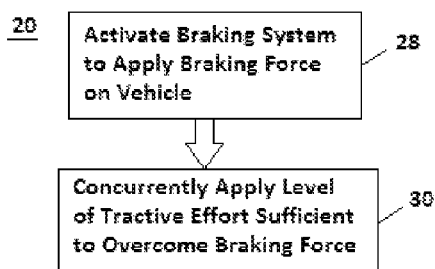 20
Activate Braking System
to Apply Braking Force
on Vehicle
28
Concurrently Apply Level
of Tractive Effort Sufficient
to Overcome Braking Force
30